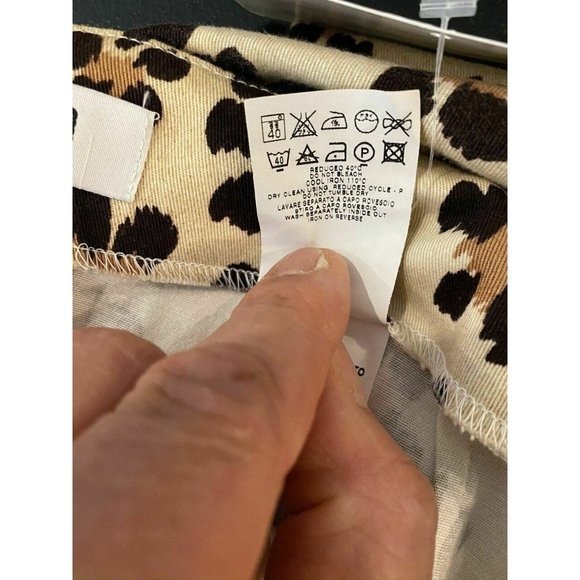 40
REDUCED 40°C
DO NOT BLEACH
COOL IRON 110°C
DRY CLEAN USING REDUCED CYCLE - P
DO NOT TUMBLE DRY
LAVARE SEPARATO A CAPO ROVESCIO
STIRO A CAPO ROVESCIO
WASH SEPARATELY INSIDE OUT
IRON ON REVERSE